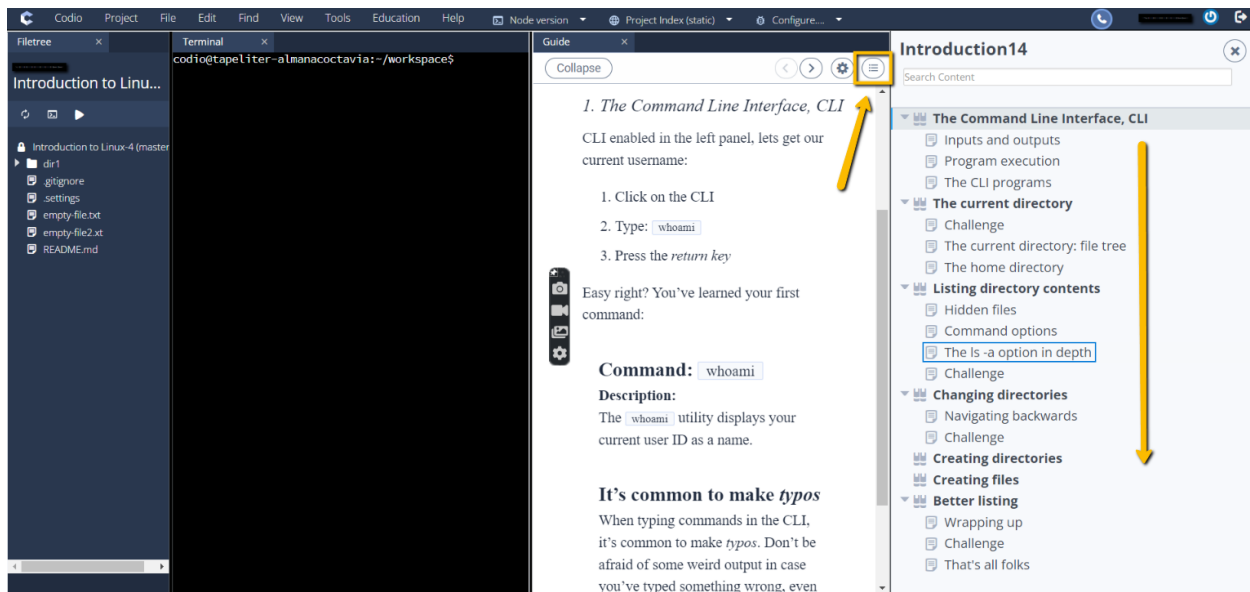 Codio Project File Edit Find View Tools Education Help Node version Project Index (static) Configure....
Filetree ×
Introduction to Linu...
Introduction to Linux-4 (master
dir1
.gitignore
.settings
empty-file.txt
empty-file2.xt
README.md
Terminal ×
codio@tapeliter-almanacoctavia:~/workspace$
Guide ×
Collapse
1. The Command Line Interface, CLI
CLI enabled in the left panel, lets get our
current username:
1. Click on the CLI
2. Type: whoami
3. Press the return key
Easy right? You've learned your first
command:
Command: whoami
Description:
The whoami utility displays your
current user ID as a name.
It's common to make typos
When typing commands in the CLI,
it's common to make typos. Don't be
afraid of some weird output in case
you've typed something wrong, even
Introduction14
Search Content
The Command Line Interface, CLI
Inputs and outputs
Program execution
The CLI programs
The current directory
Challenge
The current directory: file tree
The home directory
Listing directory contents
Hidden files
Command options
The ls -a option in depth
Challenge
Changing directories
Navigating backwards
Challenge
Creating directories
Creating files
Better listing
Wrapping up
Challenge
That's all folks